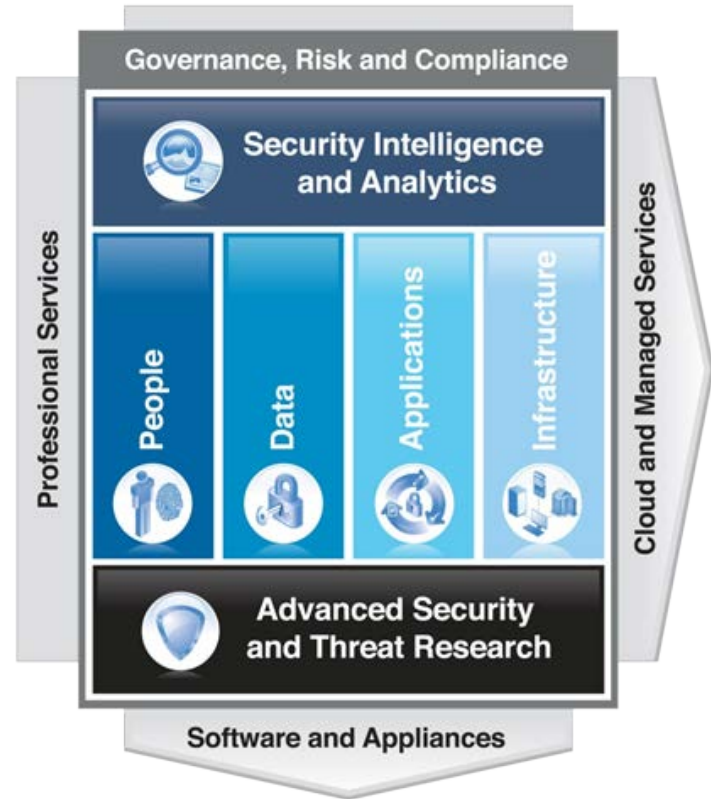 Governance, Risk and Compliance
Security Intelligence
and Analytics
Professional Services
People
Data
Applications
Infrastructure
Cloud and Managed Services
Advanced Security
and Threat Research
Software and Appliances